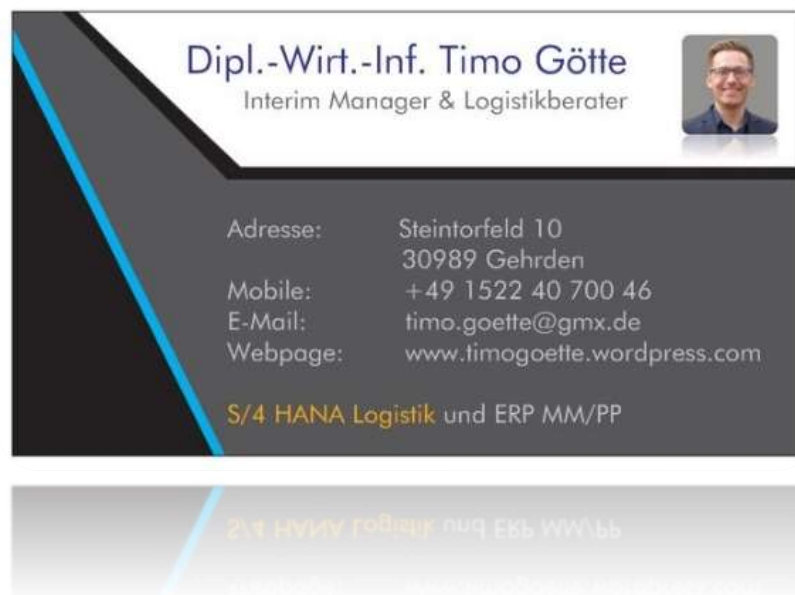 Dipl.-Wirt.-Inf. Timo Götte
Interim Manager & Logistikberater
Adresse: Steintorfeld 10
30989 Gehrden
Mobile: +49 1522 40 700 46
E-Mail: timo.goette@gmx.de
Webpage: www.timogoette.wordpress.com
S/4 HANA Logistik und ERP MM/PP